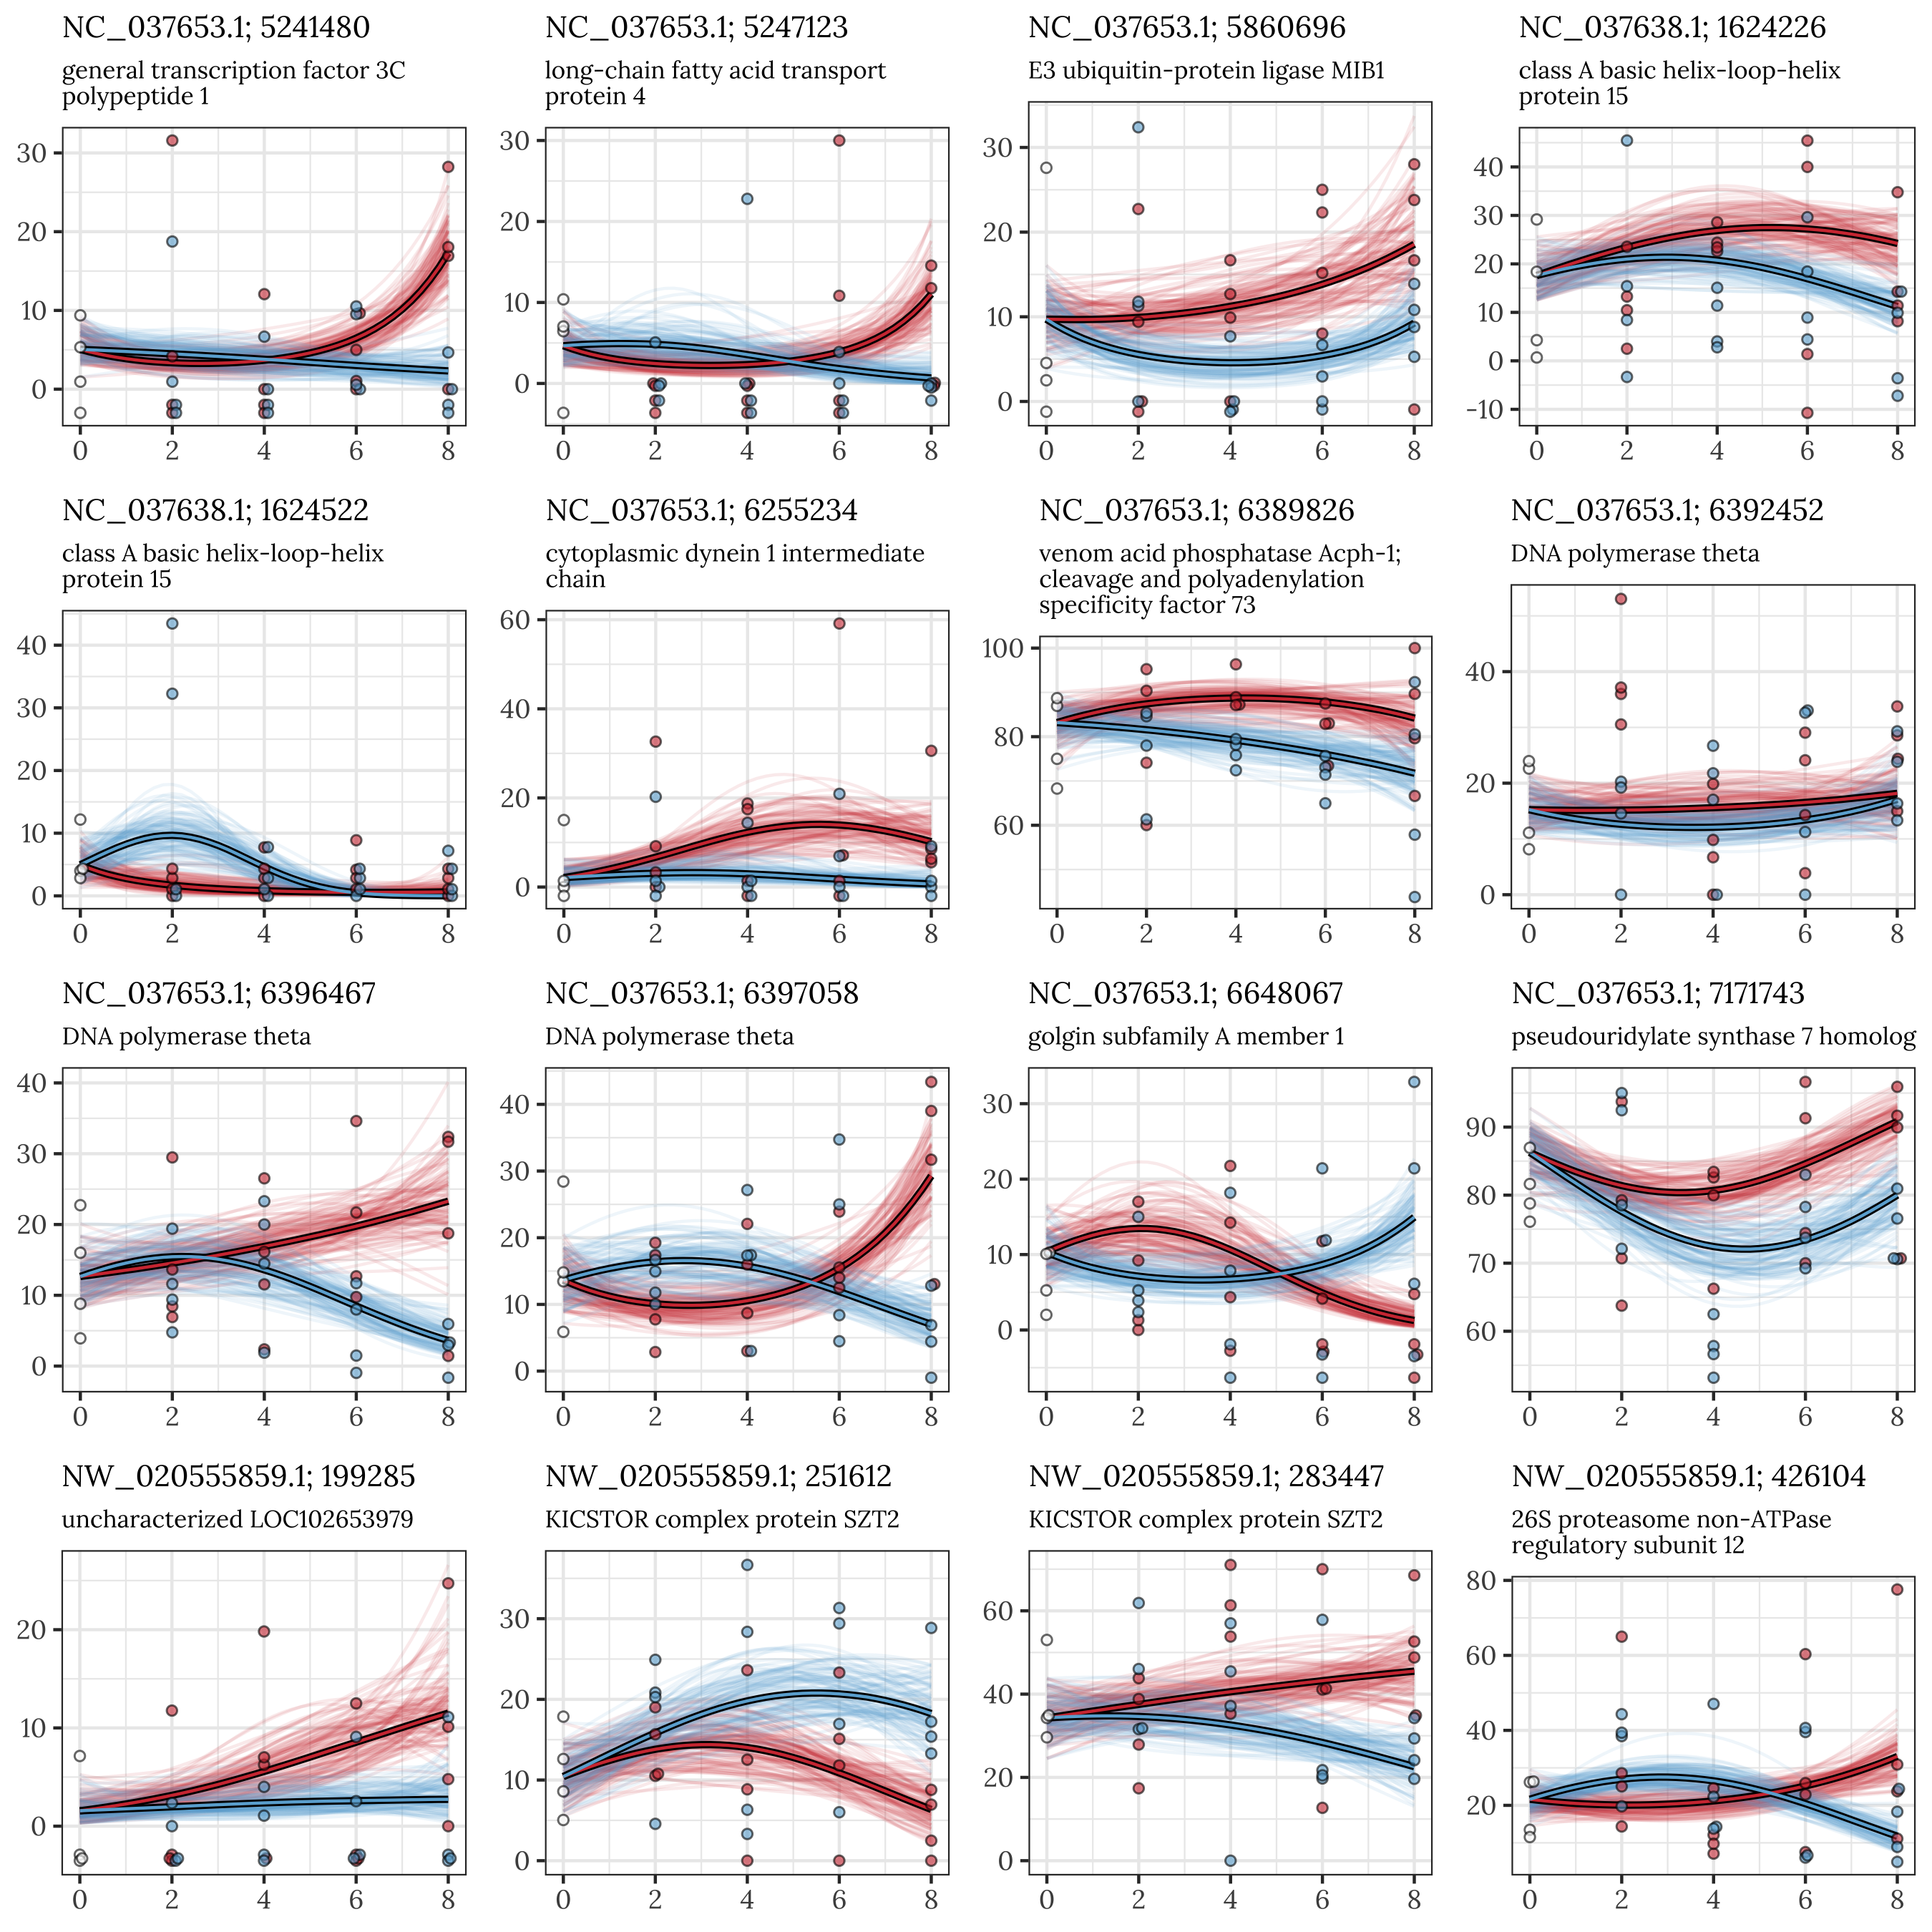 NC_037653.1; 5241480
general transcription factor 3C
polypeptide 1
30
20
10
0
0 2 4 6 8
NC_037653.1; 5247123
long-chain fatty acid transport
protein 4
30
20
10
0
0 2 4 6 8
NC_037653.1; 5860696
E3 ubiquitin-protein ligase MIB1
30
20
10
0
0 2 4 6 8
NC_037638.1; 1624226
class A basic helix-loop-helix
protein 15
40
30
20
10
0
−10
0 2 4 6 8
NC_037638.1; 1624522
class A basic helix-loop-helix
protein 15
40
30
20
10
0
0 2 4 6 8
NC_037653.1; 6255234
cytoplasmic dynein 1 intermediate
chain
60
40
20
0
0 2 4 6 8
NC_037653.1; 6389826
venom acid phosphatase Acph-1;
cleavage and polyadenylation
specificity factor 73
100
80
60
0 2 4 6 8
NC_037653.1; 6392452
DNA polymerase theta
40
20
0
0 2 4 6 8
NC_037653.1; 6396467
DNA polymerase theta
40
30
20
10
0
0 2 4 6 8
NC_037653.1; 6397058
DNA polymerase theta
40
30
20
10
0
0 2 4 6 8
NC_037653.1; 6648067
golgin subfamily A member 1
30
20
10
0
0 2 4 6 8
NC_037653.1; 7171743
pseudouridylate synthase 7 homolog
90
80
70
60
0 2 4 6 8
NW_020555859.1; 199285
uncharacterized LOC102653979
20
10
0
0 2 4 6 8
NW_020555859.1; 251612
KICSTOR complex protein SZT2
30
20
10
0
0 2 4 6 8
NW_020555859.1; 283447
KICSTOR complex protein SZT2
60
40
20
0
0 2 4 6 8
NW_020555859.1; 426104
26S proteasome non-ATPase
regulatory subunit 12
80
60
40
20
0 2 4 6 8